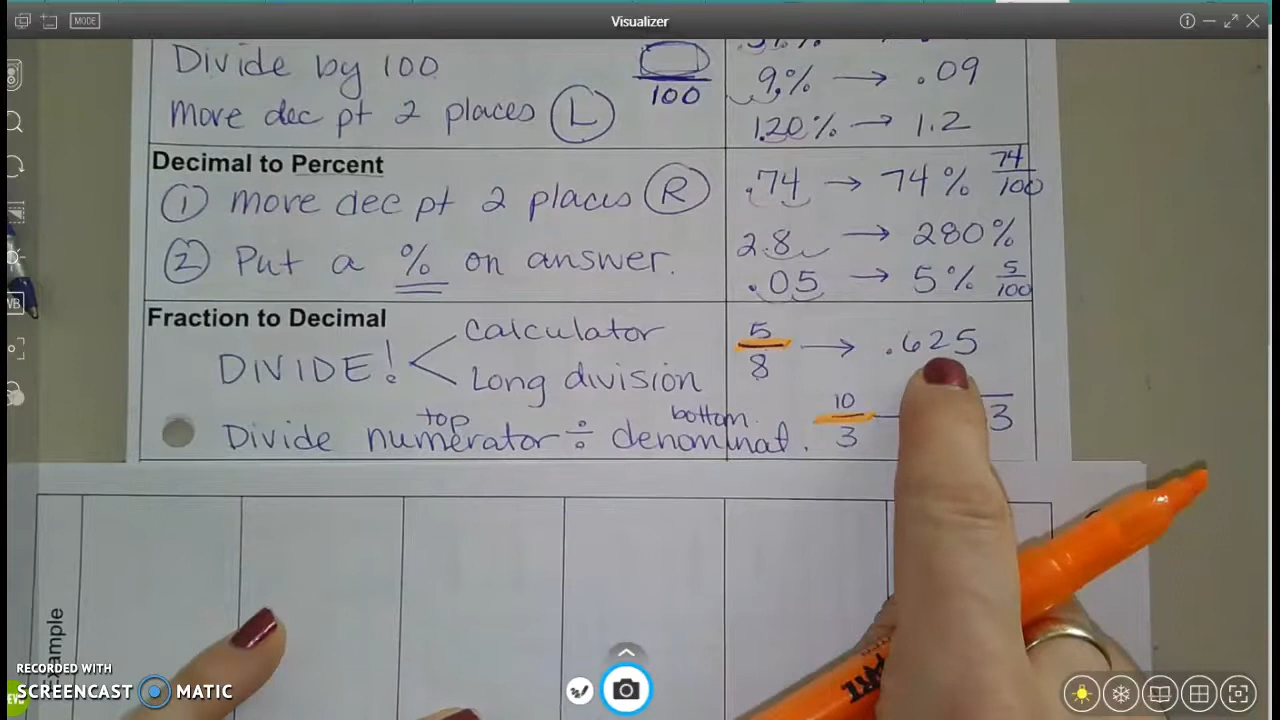 MODE
Visualizer
Divide by 100
100
9% → .09
More dec pt 2 places (L)
120% → 1.2
Decimal to Percent
① More dec pt 2 places (R)
.74 → 74% 74/100
2.8 → 280%
② Put a % on answer.
.05 → 5% 5/100
Fraction to Decimal
Calculator
DIVIDE!
Long division
5/8 → .625
top
bottom
Divide numerator ÷ denominat.
10/3
3
RECORDED WITH
SCREENCAST MATIC
WB